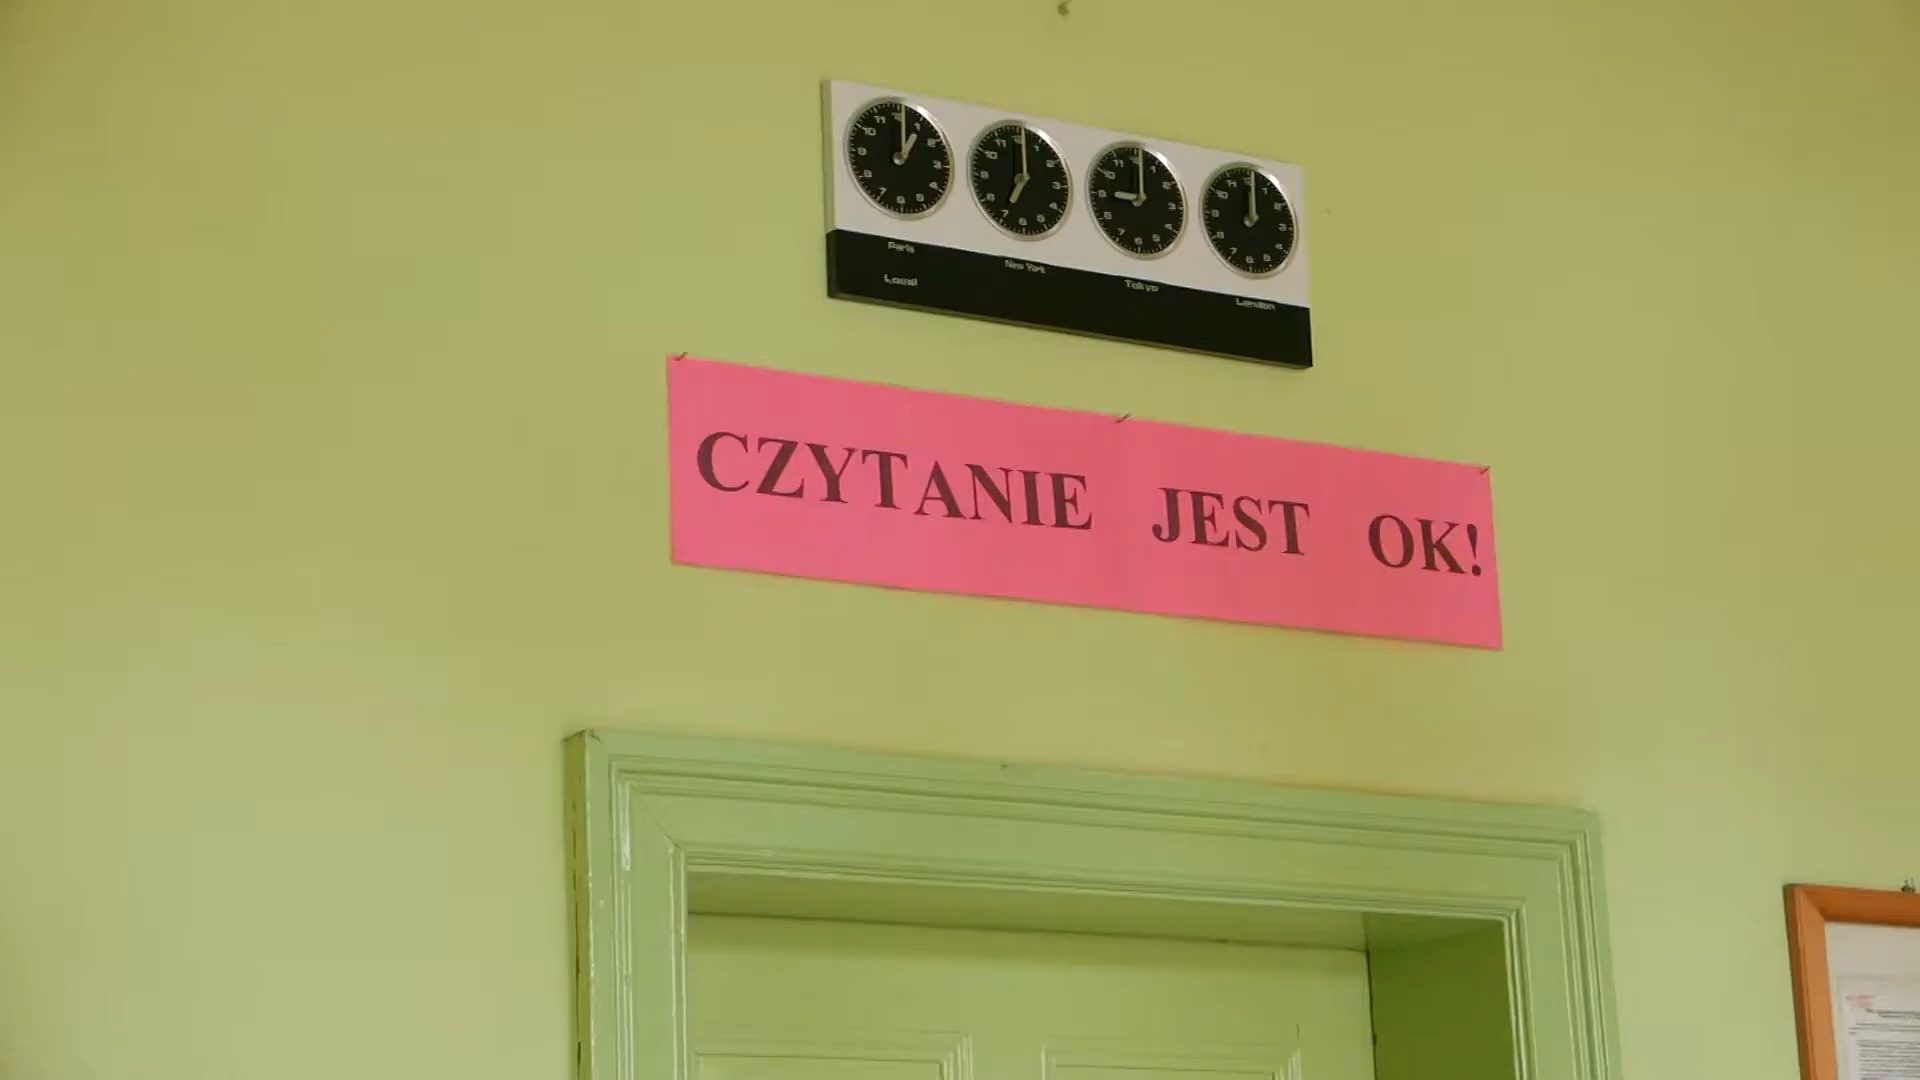 Paris
New York
Tokyo
London
Local
CZYTANIE JEST OK!